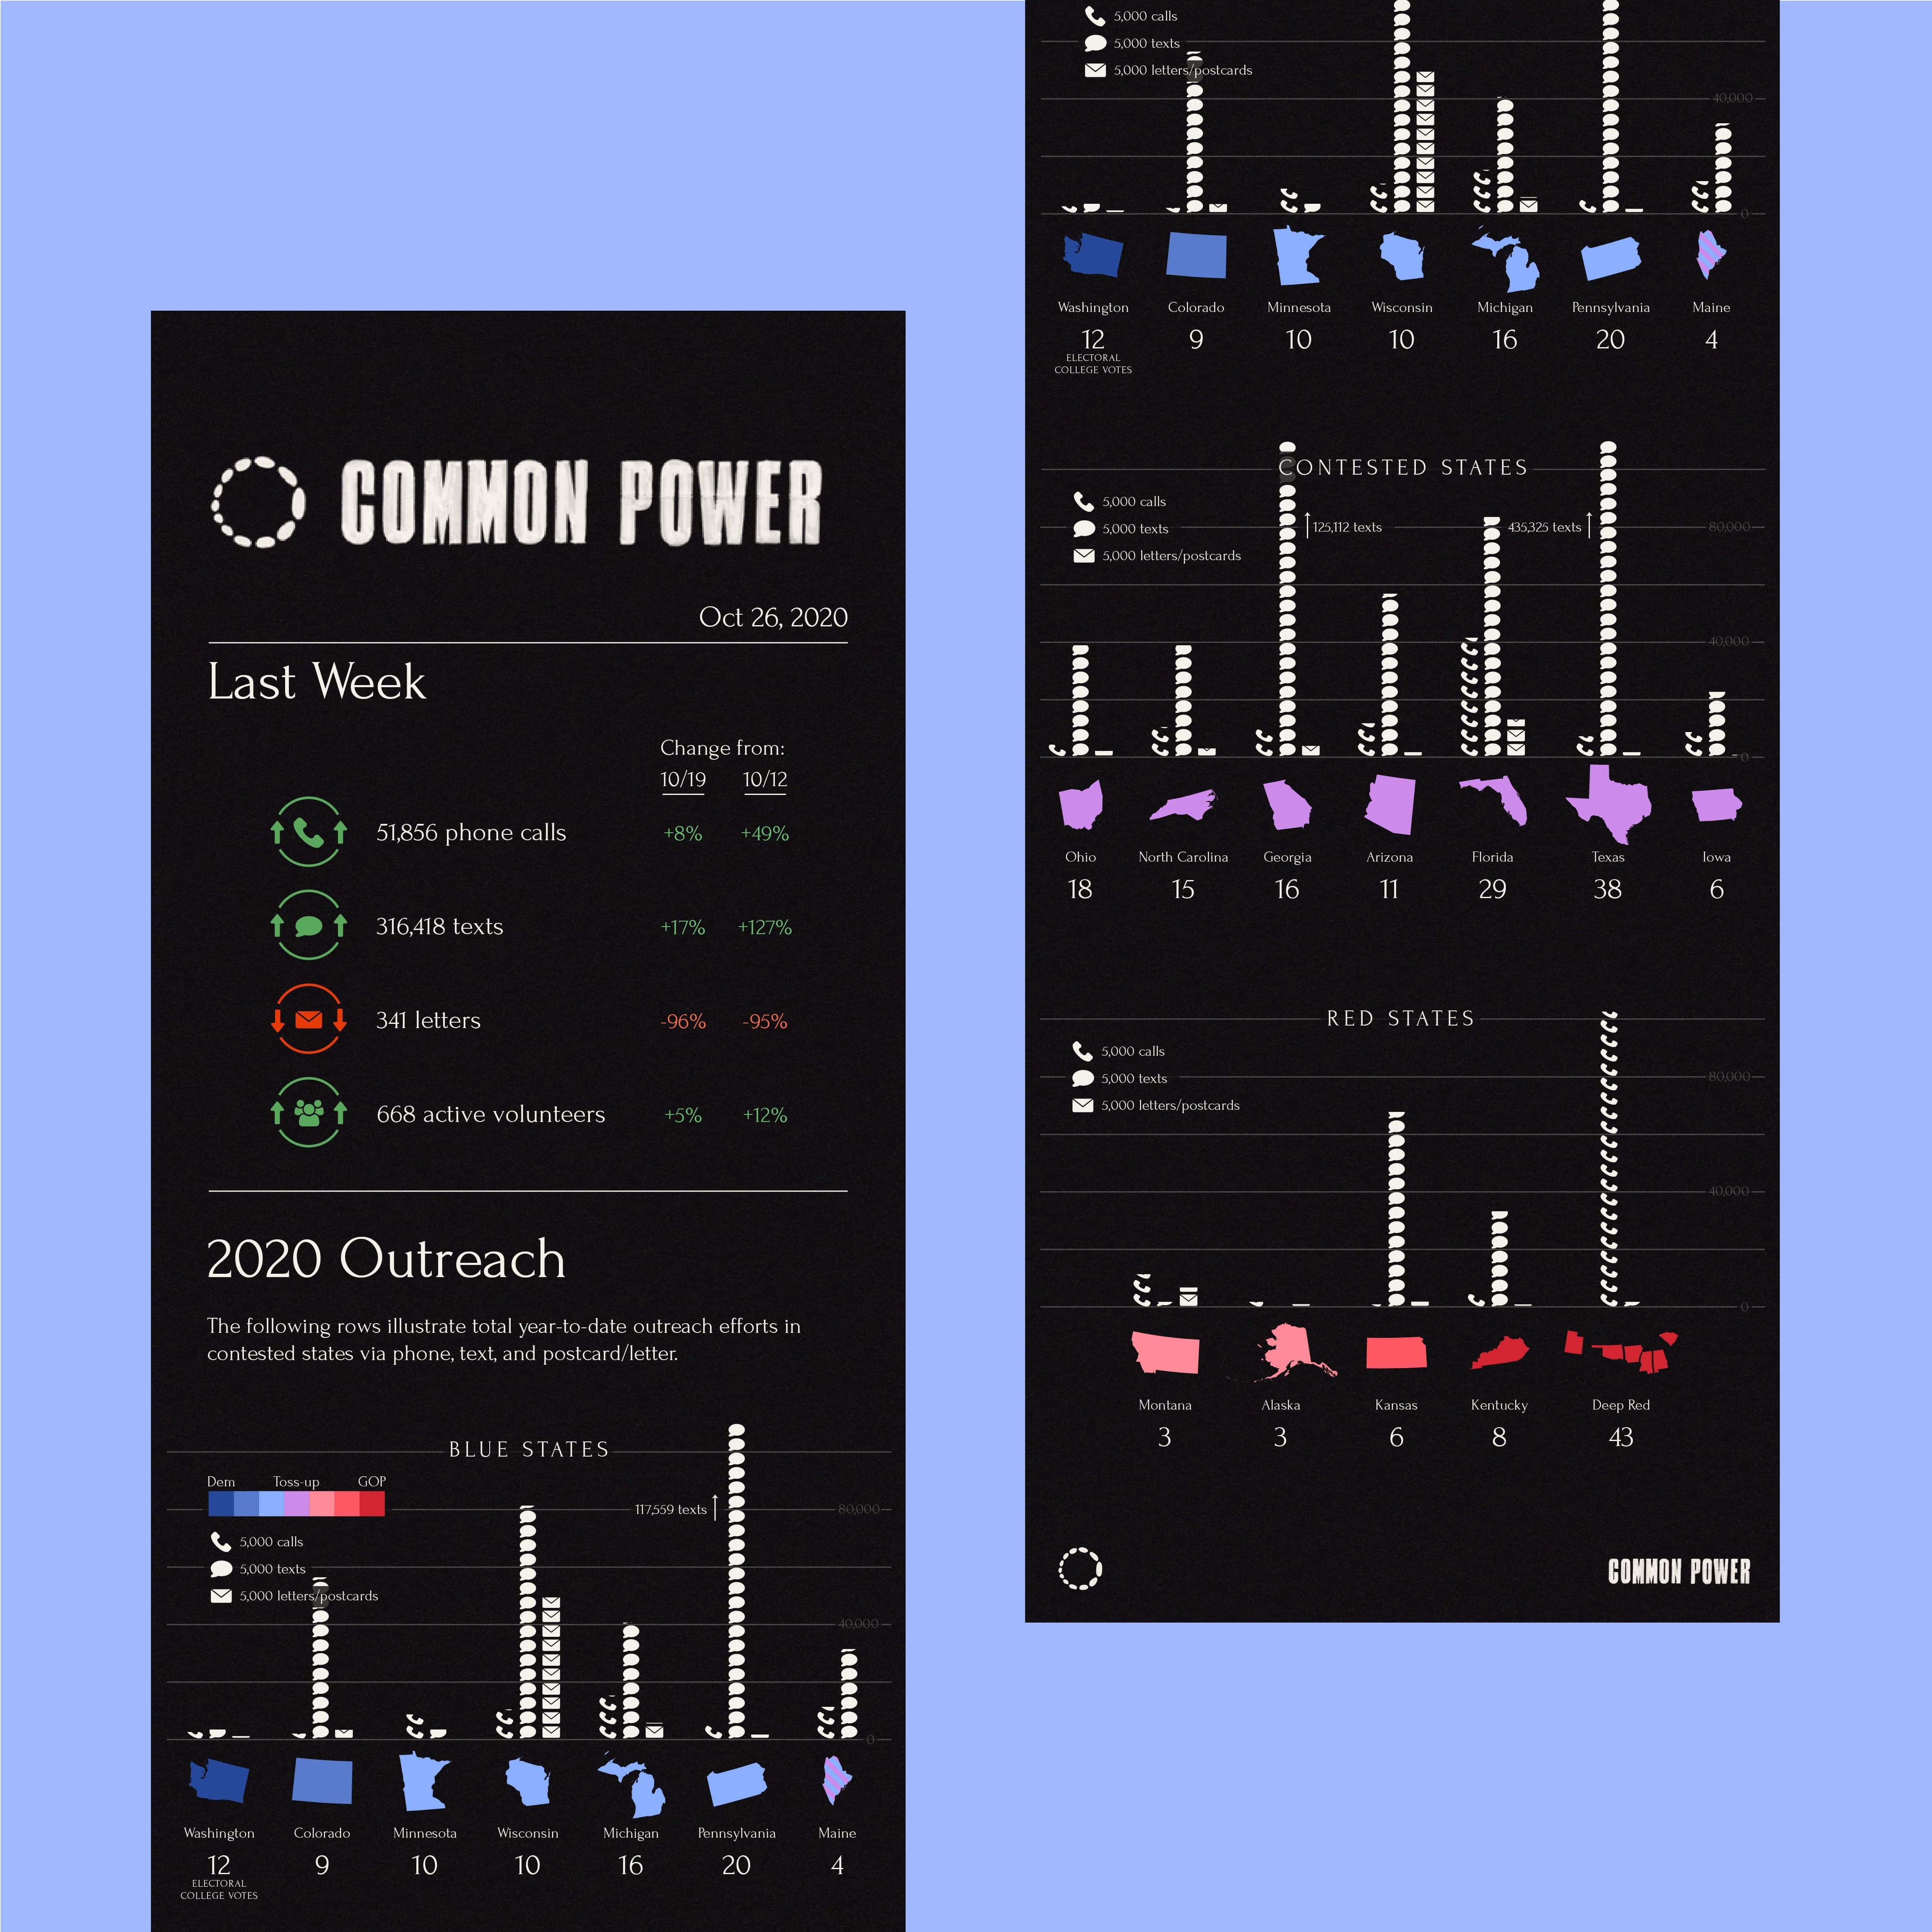 COMMON POWER
Oct 26, 2020
Last Week
Change from:
10/19 10/12
51,856 phone calls +8% +49%
316,418 texts +17% +127%
341 letters -96% -95%
668 active volunteers +5% +12%
2020 Outreach
The following rows illustrate total year-to-date outreach efforts in
contested states via phone, text, and postcard/letter.
BLUE STATES
Dem Toss-up GOP
117,559 texts
80,000
5,000 calls
5,000 texts
5,000 letters/postcards
40,000
0
Washington Colorado Minnesota Wisconsin Michigan Pennsylvania Maine
12 9 10 10 16 20 4
ELECTORAL
COLLEGE VOTES
5,000 calls
5,000 texts
5,000 letters/postcards
40,000
0
Washington Colorado Minnesota Wisconsin Michigan Pennsylvania Maine
12 9 10 10 16 20 4
ELECTORAL
COLLEGE VOTES
CONTESTED STATES
5,000 calls
5,000 texts
5,000 letters/postcards
125,112 texts
435,325 texts
80,000
40,000
0
Ohio North Carolina Georgia Arizona Florida Texas Iowa
18 15 16 11 29 38 6
RED STATES
5,000 calls
5,000 texts
5,000 letters/postcards
80,000
40,000
0
Montana Alaska Kansas Kentucky Deep Red
3 3 6 8 43
COMMON POWER